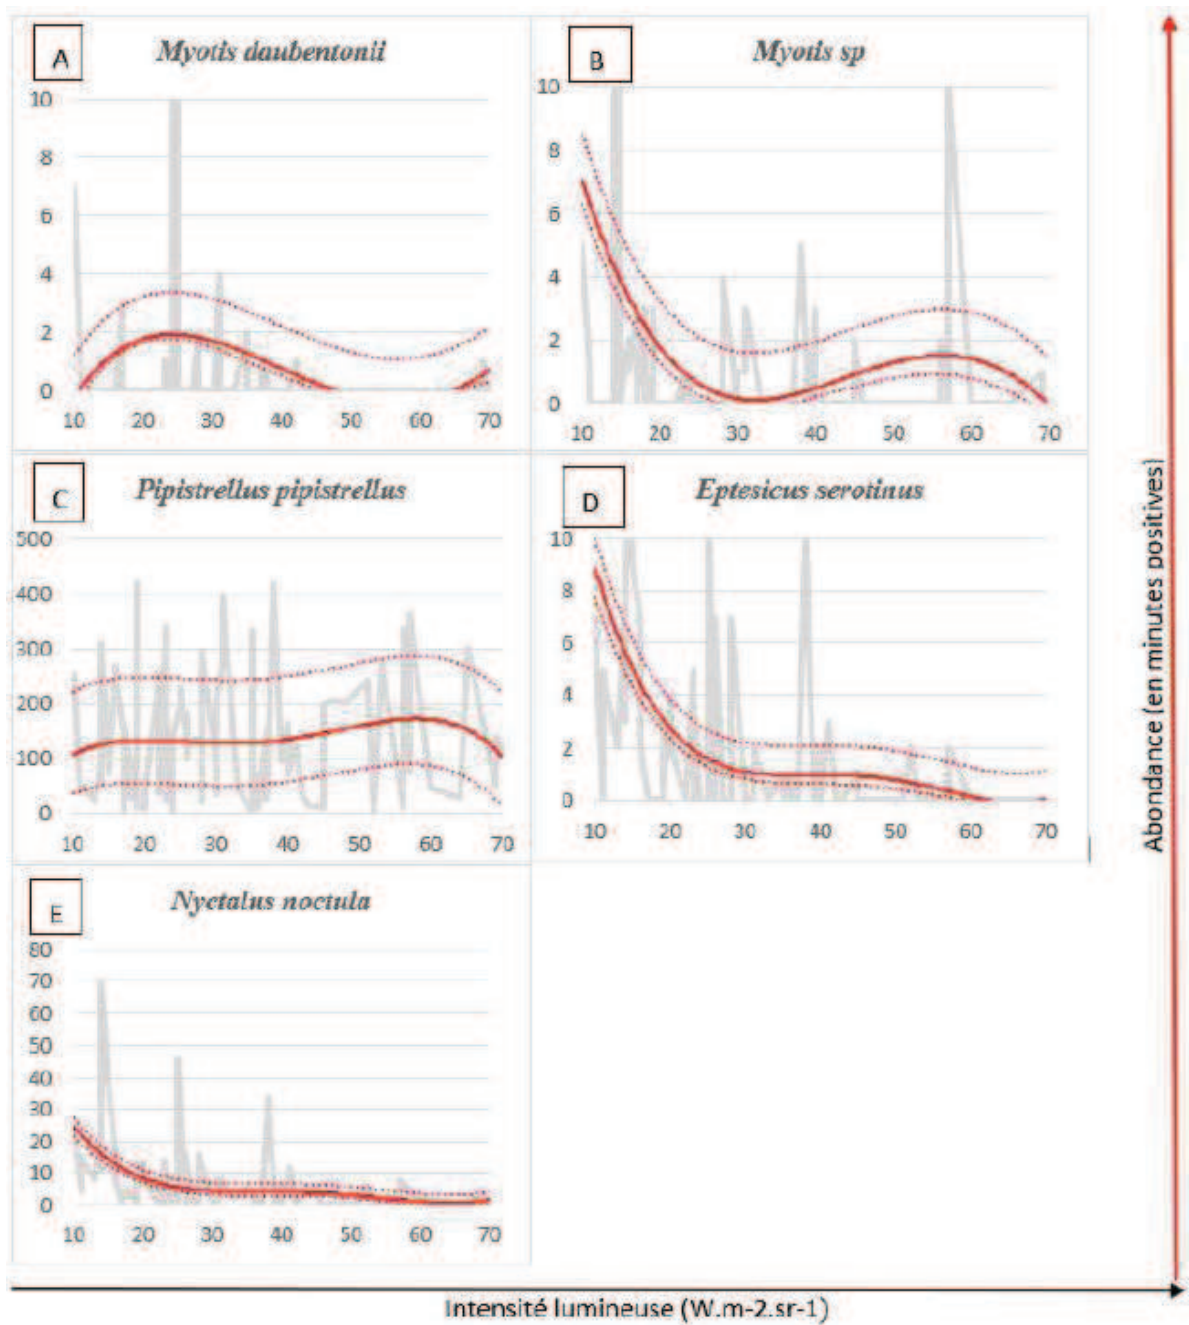 A
Myotis daubentonii
10
8
6
4
2
0
10 20 30 40 50 60 70
B
Myotis sp
10
8
6
4
2
0
10 20 30 40 50 60 70
C
Pipistrellus pipistrellus
500
400
300
200
100
0
10 20 30 40 50 60 70
D
Eptesicus serotinus
10
8
6
4
2
0
10 20 30 40 50 60 70
E
Nyctalus noctula
80
70
60
50
40
30
20
10
0
10 20 30 40 50 60 70
Abondance (en minutes positives)
Intensité lumineuse (W.m-2.sr-1)